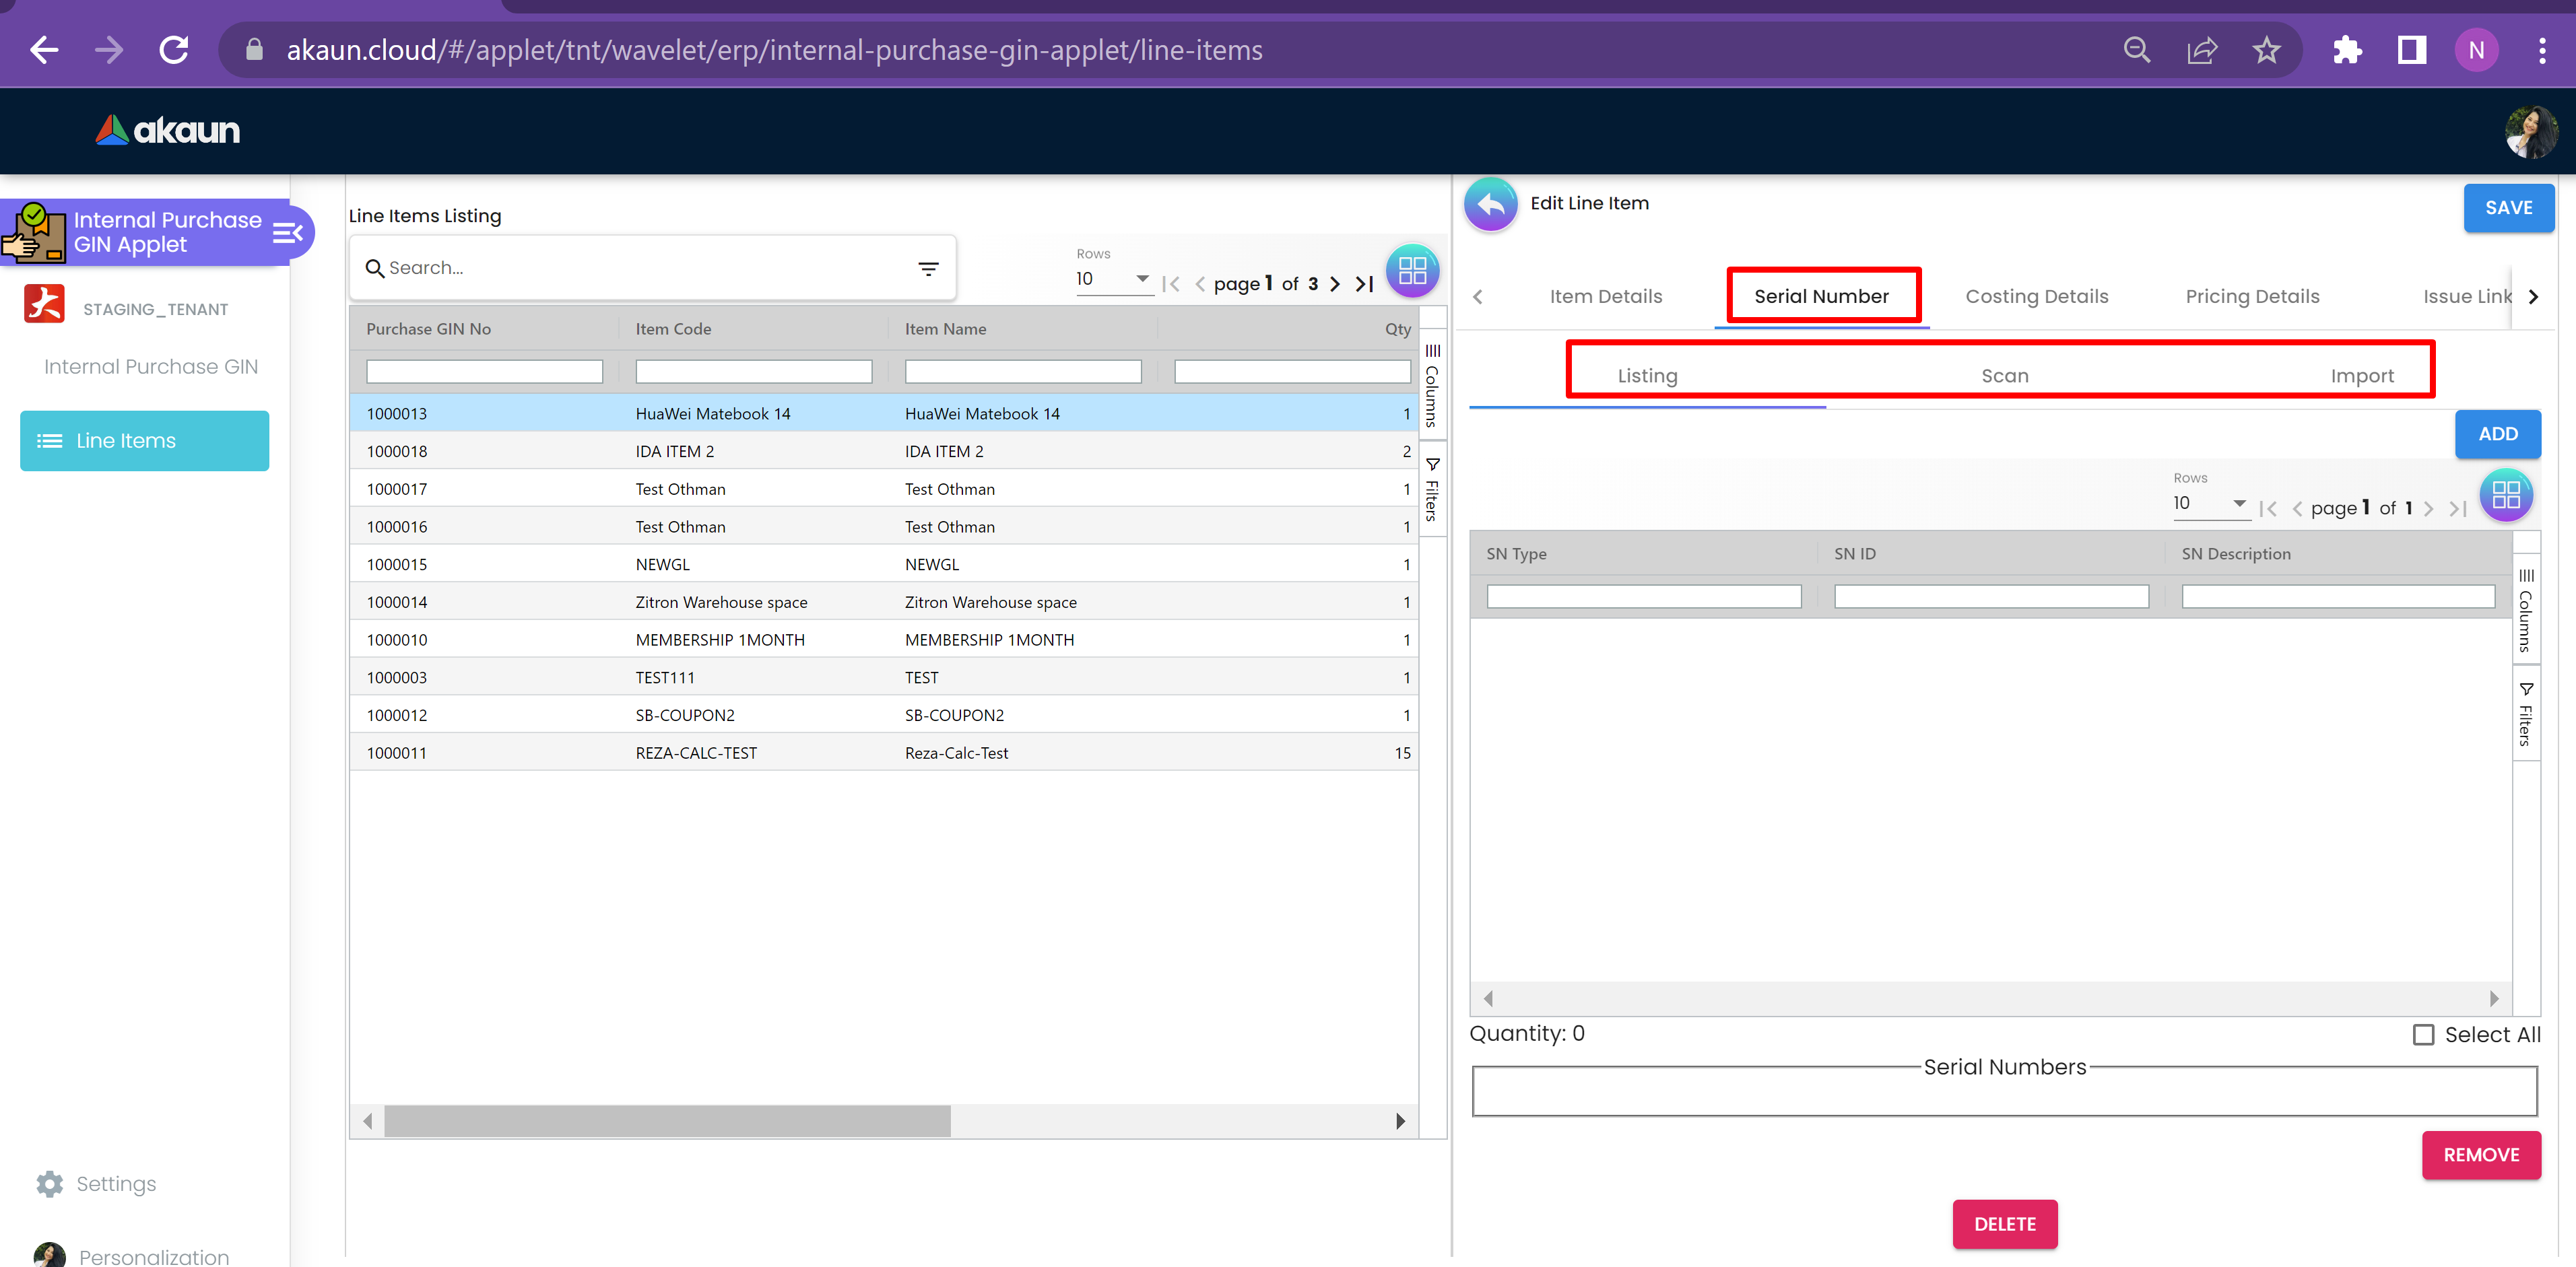 akaun.cloud/#/applet/tnt/wavelet/erp/internal-purchase-gin-applet/line-items
N
akaun
Internal Purchase
GIN Applet
STAGING_TENANT
Internal Purchase GIN
Line Items
Settings
Personalization
Line Items Listing
Search...
Rows
10
page 1 of 3
Purchase GIN No Item Code Item Name Qty
1000013 HuaWei Matebook 14 HuaWei Matebook 14 1
1000018 IDA ITEM 2 IDA ITEM 2 2
1000017 Test Othman Test Othman 1
1000016 Test Othman Test Othman 1
1000015 NEWGL NEWGL 1
1000014 Zitron Warehouse space Zitron Warehouse space 1
1000010 MEMBERSHIP 1MONTH MEMBERSHIP 1MONTH 1
1000003 TEST111 TEST 1
1000012 SB-COUPON2 SB-COUPON2 1
1000011 REZA-CALC-TEST Reza-Calc-Test 15
Columns
Filters
Edit Line Item
SAVE
Item Details Serial Number Costing Details Pricing Details Issue Link
Listing Scan Import
ADD
Rows
10
page 1 of 1
SN Type SN ID SN Description
Columns
Filters
Quantity: 0
Select All
Serial Numbers
REMOVE
DELETE